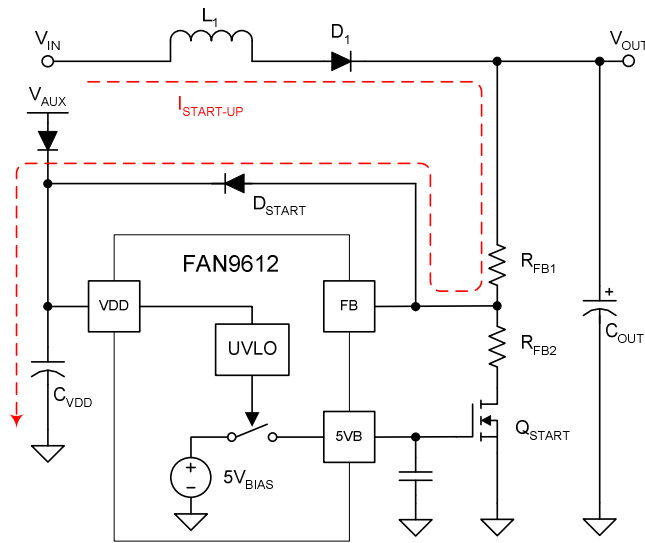 L1
VIN
D1
VOUT
VAUX
ISTART-UP
DSTART
FAN9612
RFB1
VDD
FB
UVLO
RFB2
COUT
CVDD
QSTART
5VB
5VBIAS